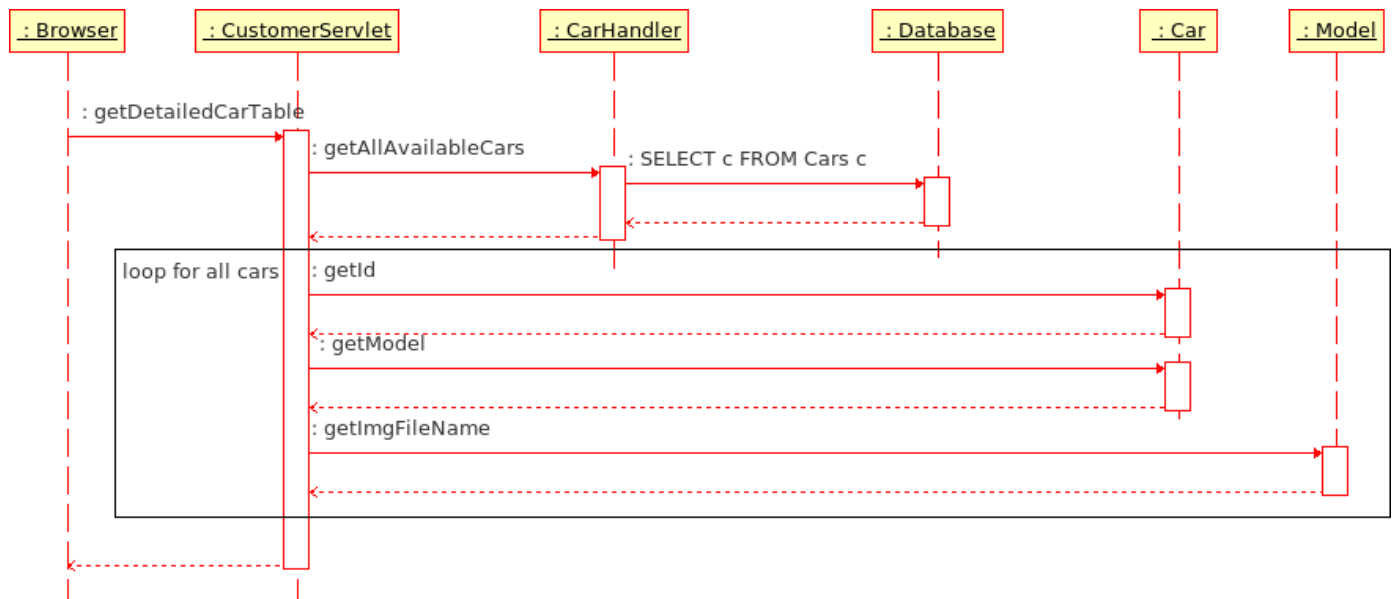 : Browser
: CustomerServlet
: CarHandler
: Database
: Car
: Model
: getDetailedCarTable
: getAllAvailableCars
: SELECT c FROM Cars c
loop for all cars
: getId
: getModel
: getImgFileName